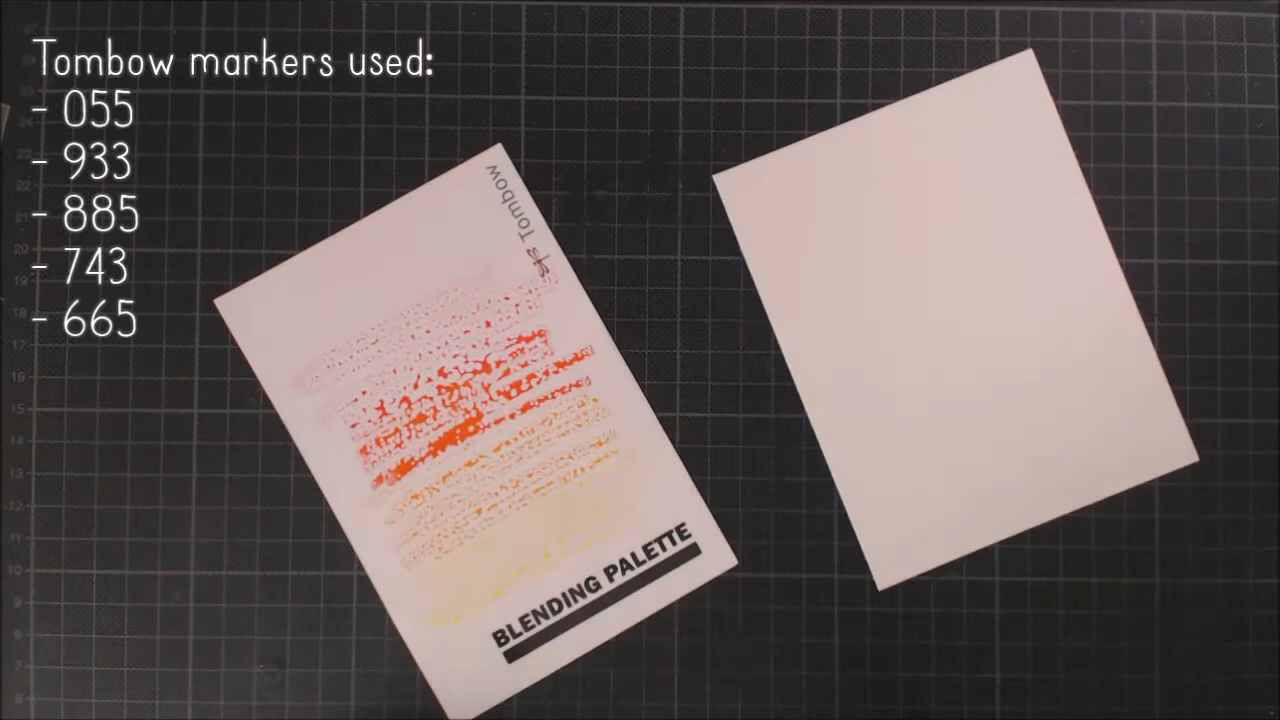 Tombow markers used:
- 055
- 933
- 885
- 743
- 665
Tombow
BLENDING PALETTE